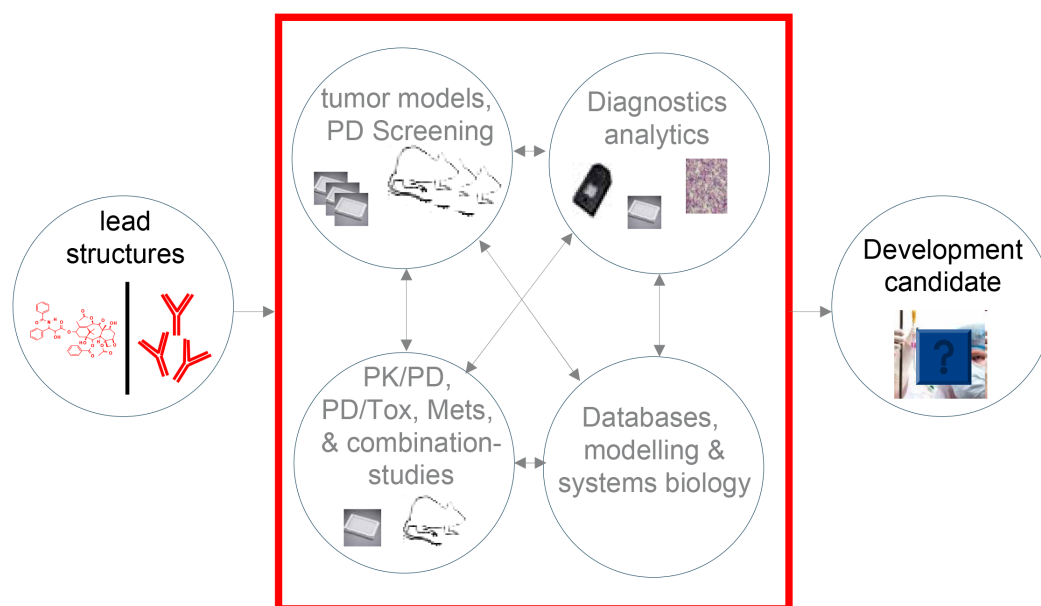 lead
structures
tumor models,
PD Screening
Diagnostics
analytics
PK/PD,
PD/Tox, Mets,
& combination-
studies
Databases,
modelling &
systems biology
Development
candidate
?